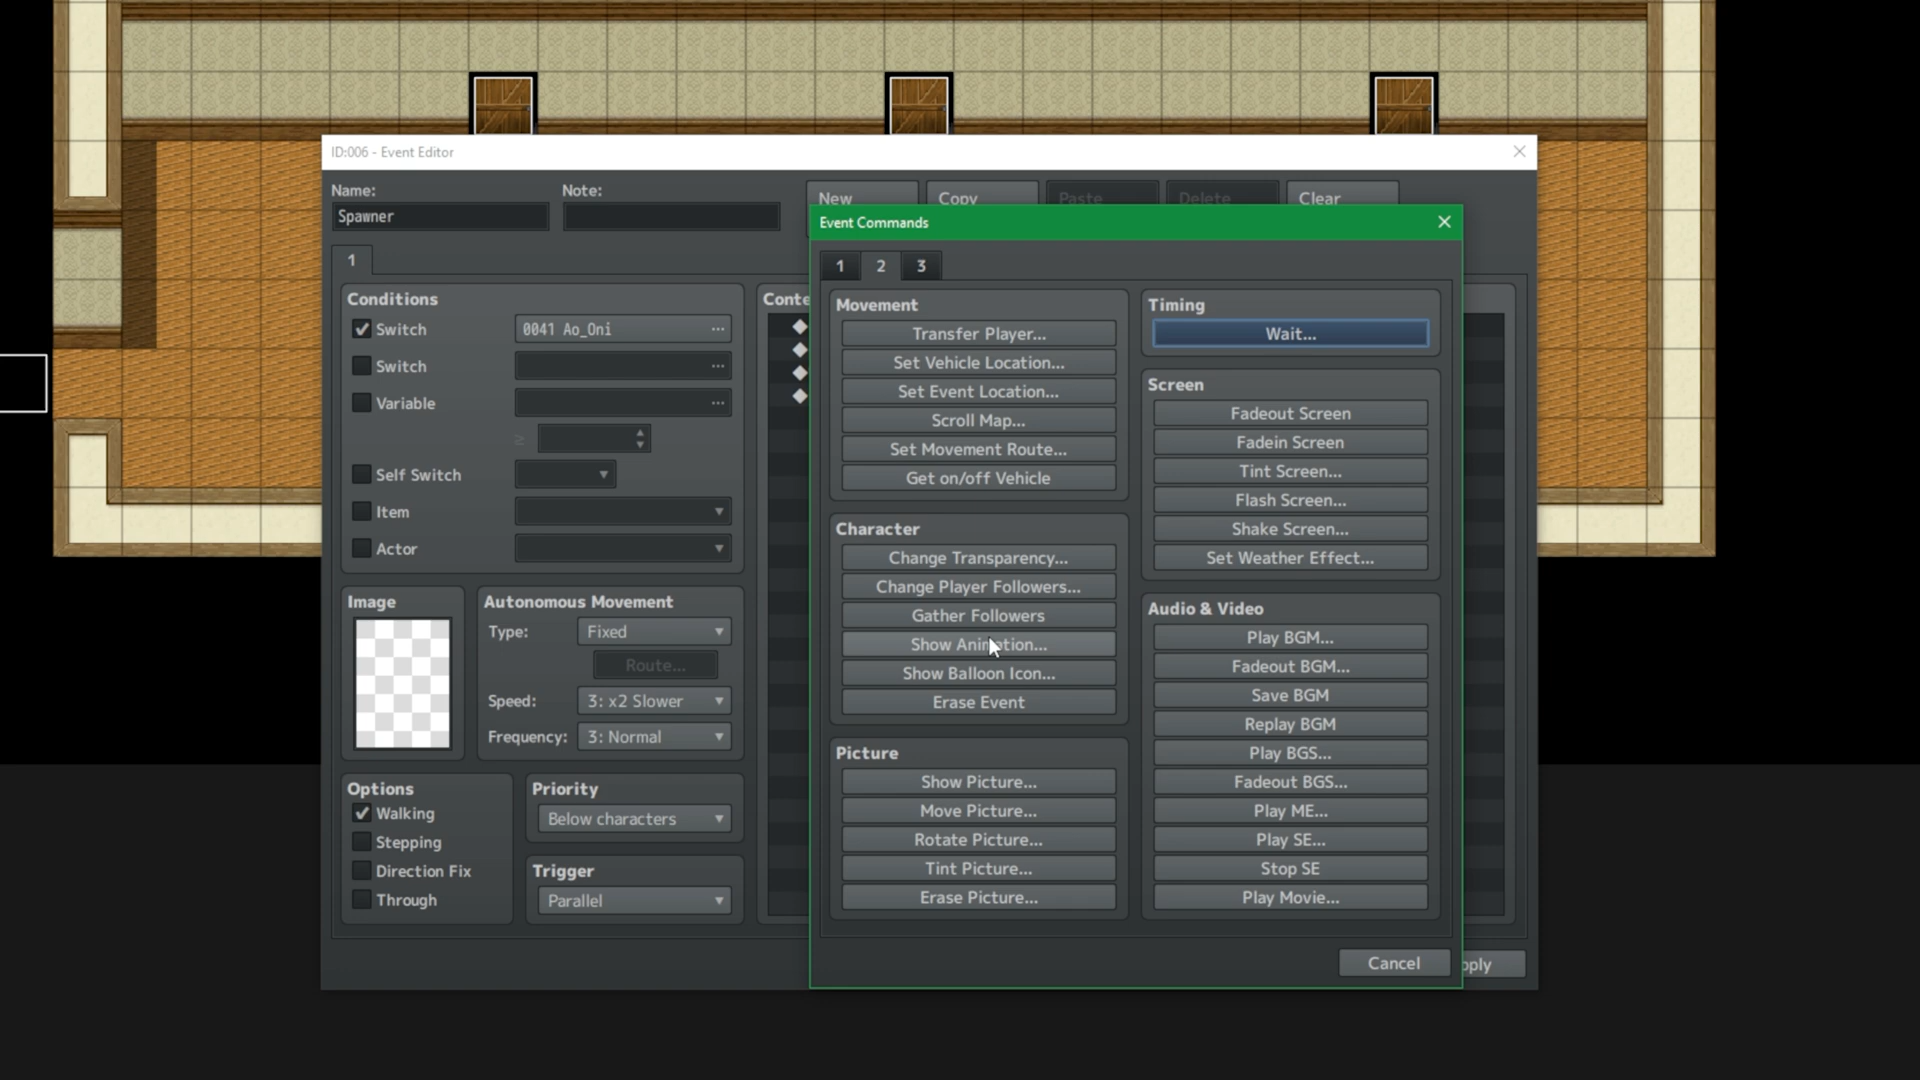 ID:006 - Event Editor
Name:
Note:
Spawner
New
Copy
Paste
Delete
Clear
1
Conditions
Switch
0041 Ao_Oni
...
Switch
...
Variable
...
≥
Self Switch
Item
Actor
Image
Autonomous Movement
Type:
Fixed
Route...
Speed:
3: x2 Slower
Frequency:
3: Normal
Options
Walking
Stepping
Direction Fix
Through
Priority
Below characters
Trigger
Parallel
Conte
Event Commands
1
2
3
Movement
Transfer Player...
Set Vehicle Location...
Set Event Location...
Scroll Map...
Set Movement Route...
Get on/off Vehicle
Character
Change Transparency...
Change Player Followers...
Gather Followers
Show Animation...
Show Balloon Icon...
Erase Event
Picture
Show Picture...
Move Picture...
Rotate Picture...
Tint Picture...
Erase Picture...
Timing
Wait...
Screen
Fadeout Screen
Fadein Screen
Tint Screen...
Flash Screen...
Shake Screen...
Set Weather Effect...
Audio & Video
Play BGM...
Fadeout BGM...
Save BGM
Replay BGM
Play BGS...
Fadeout BGS...
Play ME...
Play SE...
Stop SE
Play Movie...
Cancel
pply